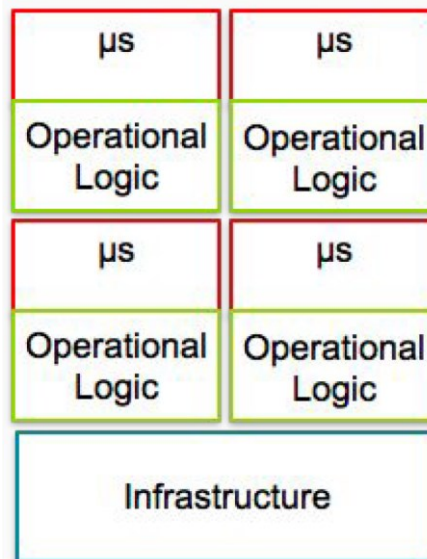 µs
µs
Operational
Logic
Operational
Logic
µs
µs
Operational
Logic
Operational
Logic
Infrastructure